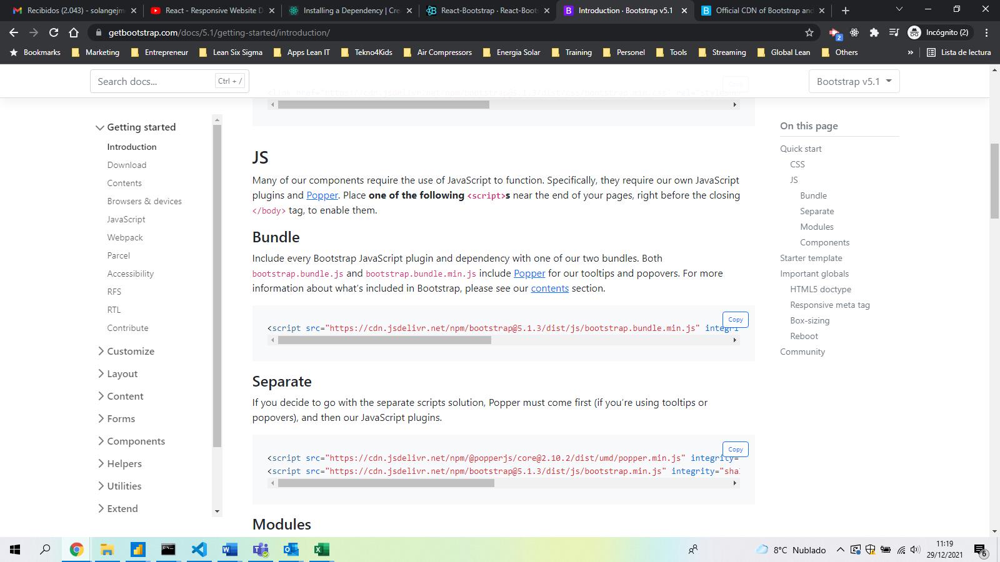 Recibidos (2.043) - solangejm
React - Responsive Website D
Installing a Dependency | Cre
React-Bootstrap · React-Boots
Introduction · Bootstrap v5.1
Official CDN of Bootstrap and
getbootstrap.com/docs/5.1/getting-started/introduction/
2
Incógnito (2)
Bookmarks
Marketing
Entrepreneur
Lean Six Sigma
Apps Lean IT
Tekno4Kids
Air Compressors
Energia Solar
Training
Personel
Tools
Streaming
Global Lean
Others
»
Lista de lectura
Search docs...
Ctrl + /
Bootstrap v5.1
Copy
<link href="https://cdn.jsdelivr.net/npm/bootstrap@5.1.3/dist/css/bootstrap.min.css" rel="styleshee
Getting started
Introduction
Download
Contents
Browsers & devices
JavaScript
Webpack
Parcel
Accessibility
RFS
RTL
Contribute
Customize
Layout
Content
Forms
Components
Helpers
Utilities
Extend
JS
Many of our components require the use of JavaScript to function. Specifically, they require our own JavaScript
plugins and Popper. Place one of the following <script>s near the end of your pages, right before the closing
</body> tag, to enable them.
Bundle
Include every Bootstrap JavaScript plugin and dependency with one of our two bundles. Both
bootstrap.bundle.js and bootstrap.bundle.min.js include Popper for our tooltips and popovers. For more
information about what's included in Bootstrap, please see our contents section.
Copy
<script src="https://cdn.jsdelivr.net/npm/bootstrap@5.1.3/dist/js/bootstrap.bundle.min.js" integri
Separate
If you decide to go with the separate scripts solution, Popper must come first (if you're using tooltips or
popovers), and then our JavaScript plugins.
Copy
<script src="https://cdn.jsdelivr.net/npm/@popperjs/core@2.10.2/dist/umd/popper.min.js" integrity=
<script src="https://cdn.jsdelivr.net/npm/bootstrap@5.1.3/dist/js/bootstrap.min.js" integrity="sha
Modules
On this page
Quick start
CSS
JS
Bundle
Separate
Modules
Components
Starter template
Important globals
HTML5 doctype
Responsive meta tag
Box-sizing
Reboot
Community
8°C Nublado
11:19
29/12/2021
6